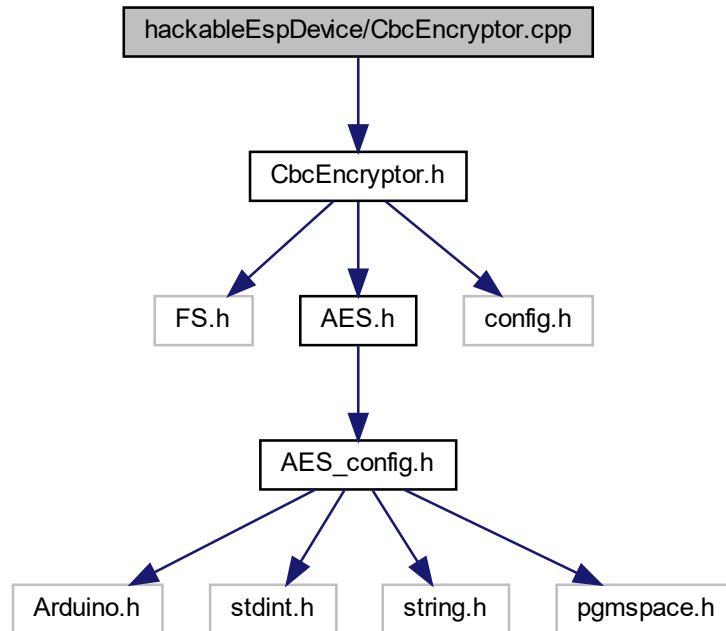 hackableEspDevice/CbcEncryptor.cpp
CbcEncryptor.h
FS.h
AES.h
config.h
AES_config.h
Arduino.h
stdint.h
string.h
pgmspace.h